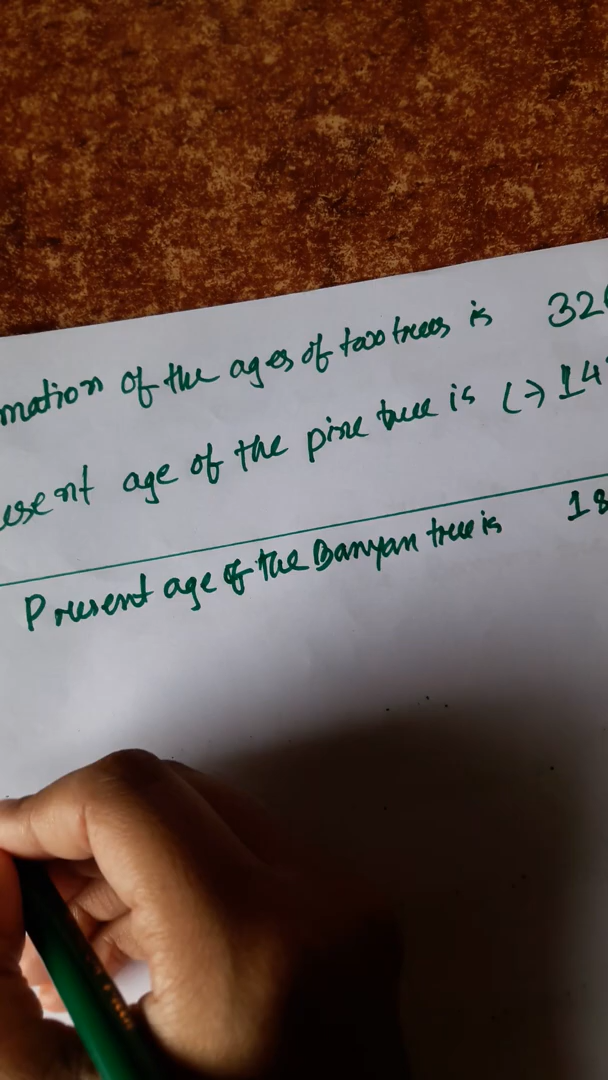 mation of the ages of two trees is 32
esent age of the pine tree is (-) 14
Present age of the Banyan tree is 18